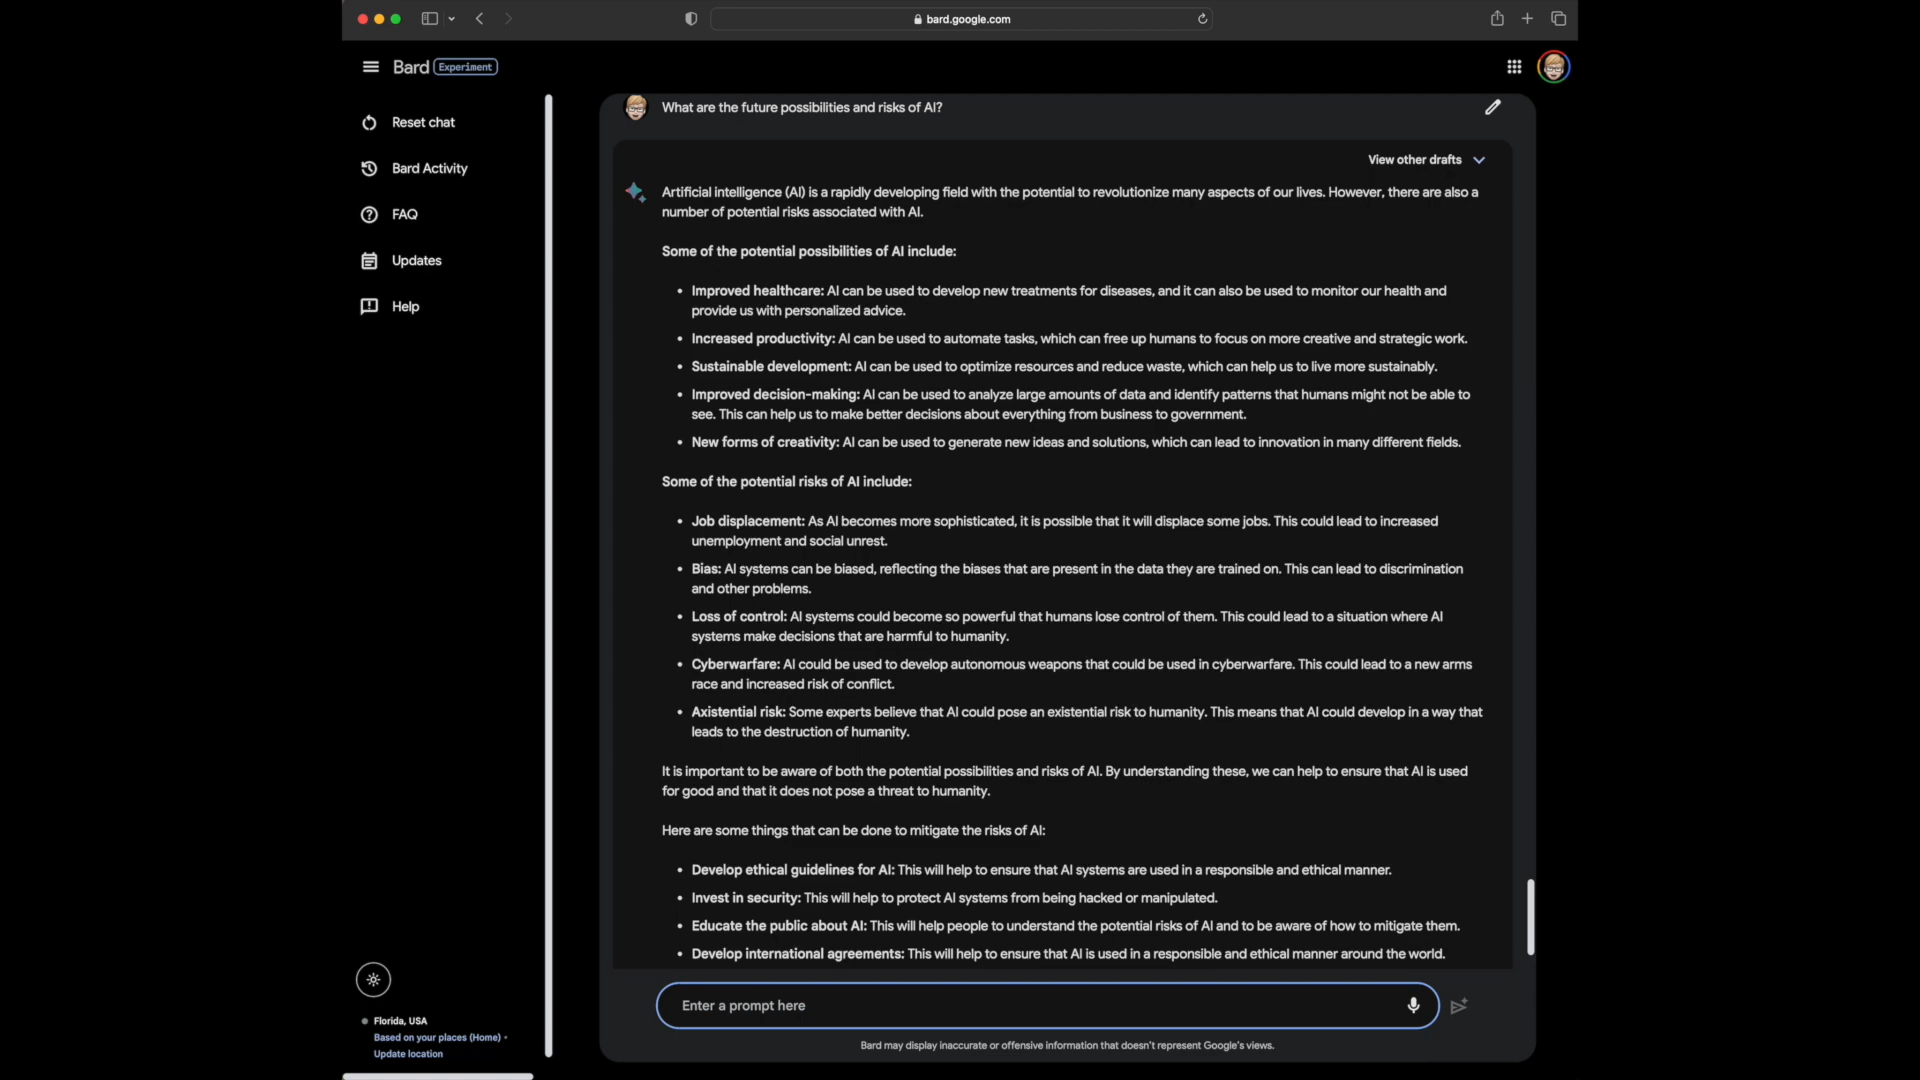 bard.google.com
Bard Experiment
Reset chat
Bard Activity
FAQ
Updates
Help
What are the future possibilities and risks of AI?
View other drafts
Artificial intelligence (AI) is a rapidly developing field with the potential to revolutionize many aspects of our lives. However, there are also a
number of potential risks associated with AI.
Some of the potential possibilities of AI include:
• Improved healthcare: AI can be used to develop new treatments for diseases, and it can also be used to monitor our health and
provide us with personalized advice.
• Increased productivity: AI can be used to automate tasks, which can free up humans to focus on more creative and strategic work.
• Sustainable development: AI can be used to optimize resources and reduce waste, which can help us to live more sustainably.
• Improved decision-making: AI can be used to analyze large amounts of data and identify patterns that humans might not be able to
see. This can help us to make better decisions about everything from business to government.
• New forms of creativity: AI can be used to generate new ideas and solutions, which can lead to innovation in many different fields.
Some of the potential risks of AI include:
• Job displacement: As AI becomes more sophisticated, it is possible that it will displace some jobs. This could lead to increased
unemployment and social unrest.
• Bias: AI systems can be biased, reflecting the biases that are present in the data they are trained on. This can lead to discrimination
and other problems.
• Loss of control: AI systems could become so powerful that humans lose control of them. This could lead to a situation where AI
systems make decisions that are harmful to humanity.
• Cyberwarfare: AI could be used to develop autonomous weapons that could be used in cyberwarfare. This could lead to a new arms
race and increased risk of conflict.
• Axistential risk: Some experts believe that AI could pose an existential risk to humanity. This means that AI could develop in a way that
leads to the destruction of humanity.
It is important to be aware of both the potential possibilities and risks of AI. By understanding these, we can help to ensure that AI is used
for good and that it does not pose a threat to humanity.
Here are some things that can be done to mitigate the risks of AI:
• Develop ethical guidelines for AI: This will help to ensure that AI systems are used in a responsible and ethical manner.
• Invest in security: This will help to protect AI systems from being hacked or manipulated.
• Educate the public about AI: This will help people to understand the potential risks of AI and to be aware of how to mitigate them.
• Develop international agreements: This will help to ensure that AI is used in a responsible and ethical manner around the world.
Enter a prompt here
Bard may display inaccurate or offensive information that doesn't represent Google's views.
Florida, USA
Based on your places (Home) •
Update location